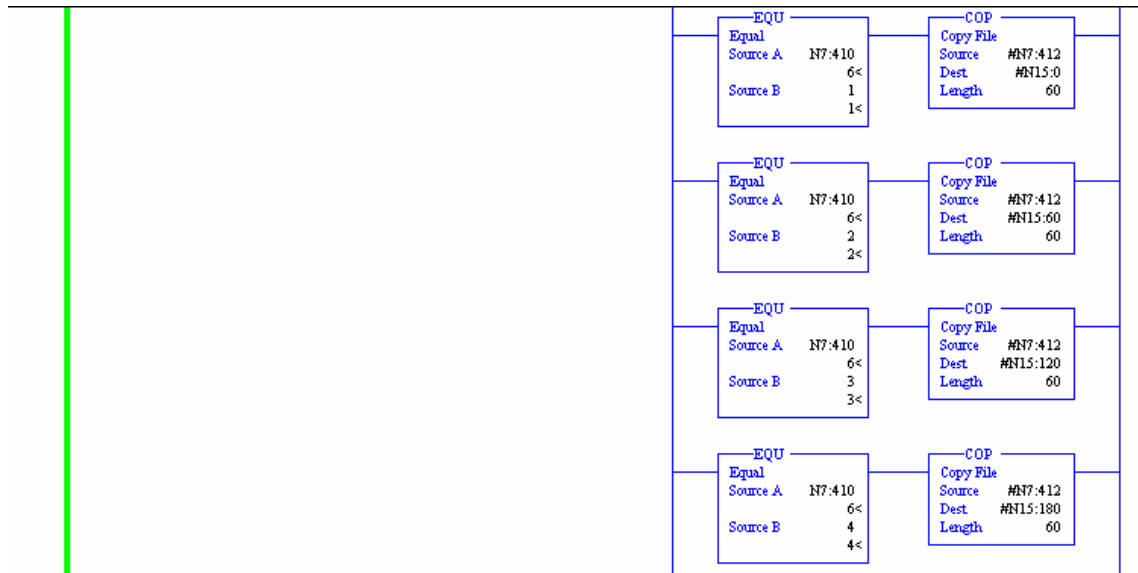 EQU
Equal
Source A N7:410
6<
Source B 1
1<
COP
Copy File
Source #N7:412
Dest #N15:0
Length 60
EQU
Equal
Source A N7:410
6<
Source B 2
2<
COP
Copy File
Source #N7:412
Dest #N15:60
Length 60
EQU
Equal
Source A N7:410
6<
Source B 3
3<
COP
Copy File
Source #N7:412
Dest #N15:120
Length 60
EQU
Equal
Source A N7:410
6<
Source B 4
4<
COP
Copy File
Source #N7:412
Dest #N15:180
Length 60